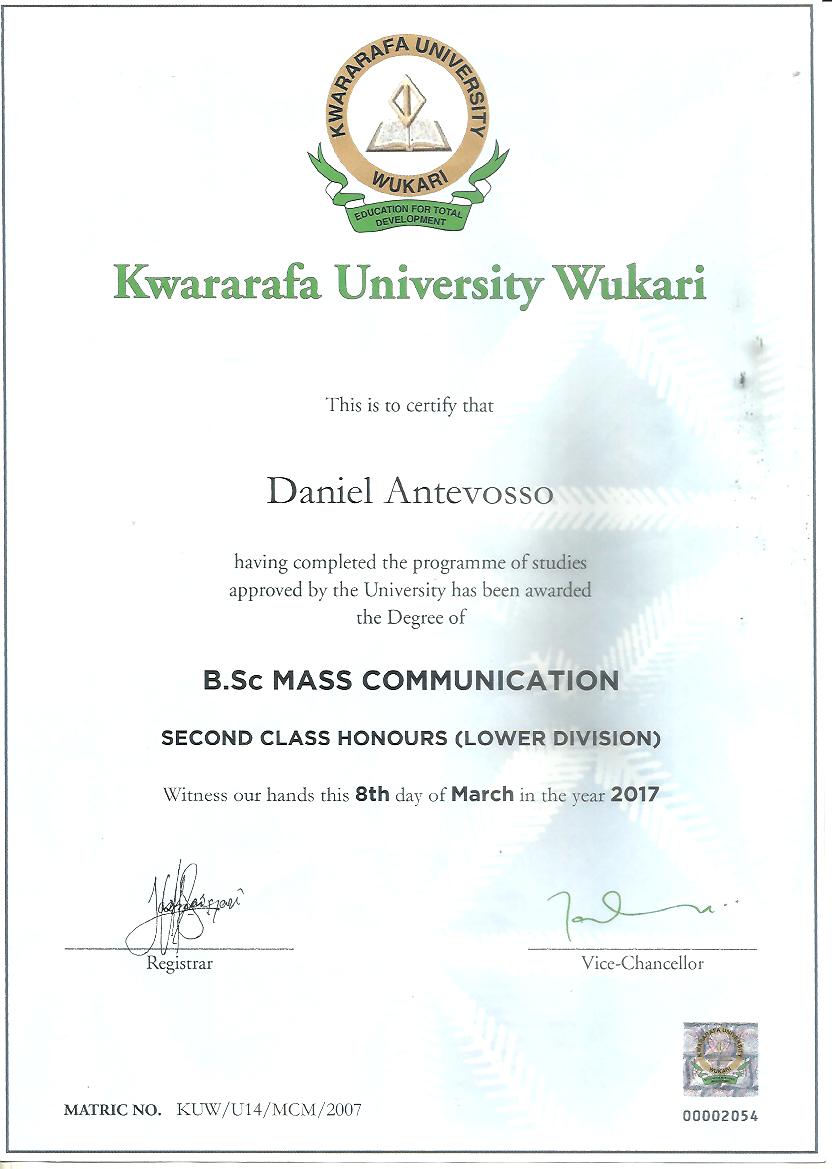 KWARARAFA UNIVERSITY
WUKARI
EDUCATION FOR TOTAL
DEVELOPMENT
Kwararafa University Wukari
This is to certify that
Daniel Antevosso
having completed the programme of studies
approved by the University has been awarded
the Degree of
B.Sc MASS COMMUNICATION
SECOND CLASS HONOURS (LOWER DIVISION)
Witness our hands this 8th day of March in the year 2017
Registrar
Vice-Chancellor
KWARARAFA UNIVERSITY
WUKARI
MATRIC NO. KUW/U14/MCM/2007
00002054